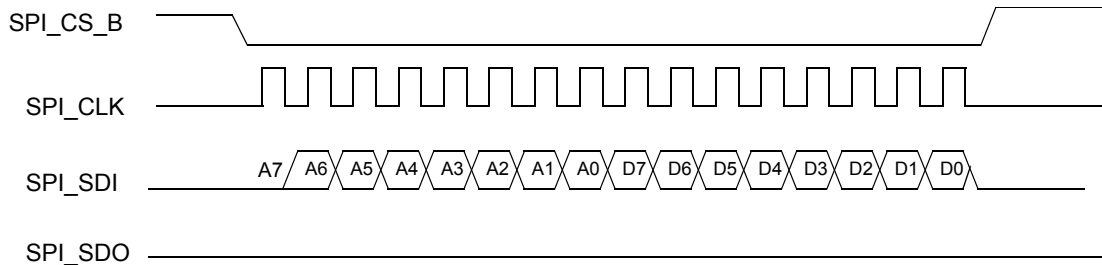 SPI_CS_B
SPI_CLK
SPI_SDI A7 A6 A5 A4 A3 A2 A1 A0 D7 D6 D5 D4 D3 D2 D1 D0
SPI_SDO